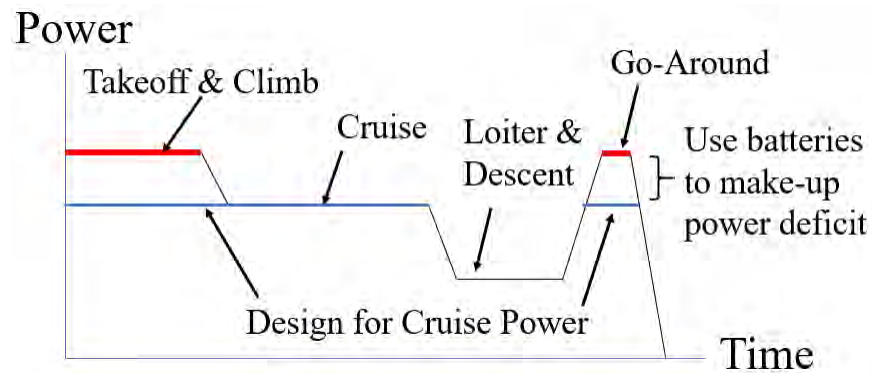 Power
Takeoff & Climb
Cruise
Loiter &
Descent
Go-Around
Use batteries
to make-up
power deficit
Design for Cruise Power
Time